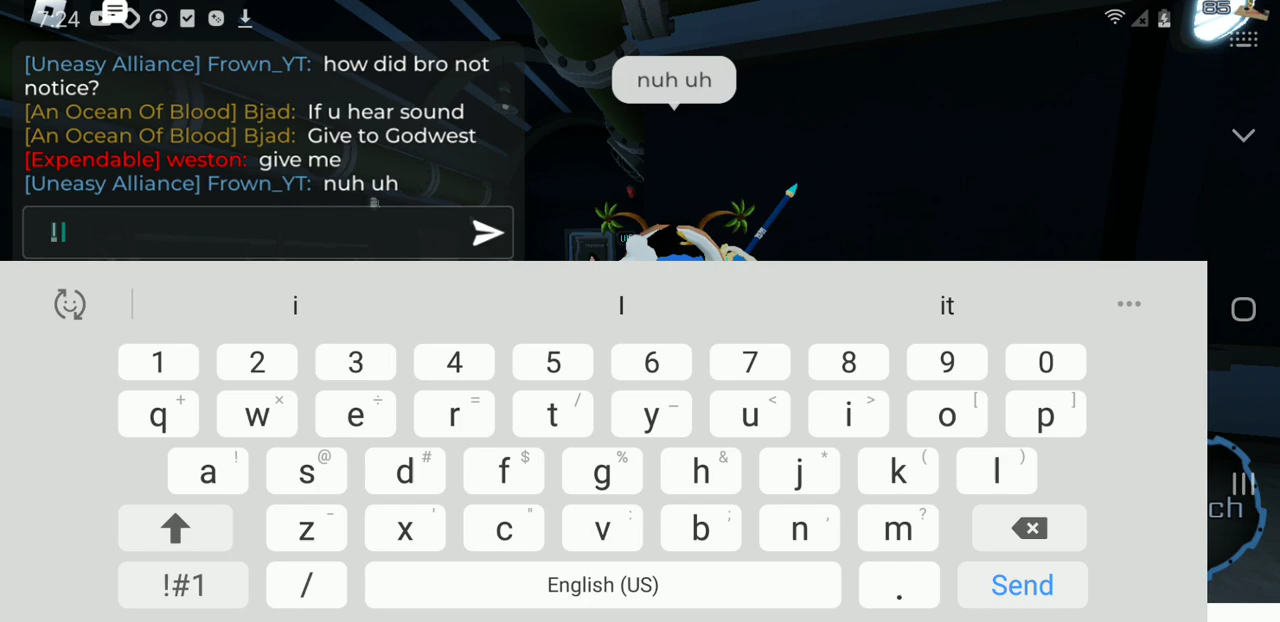 7:24
85
[Uneasy Alliance] Frown_YT: how did bro not
notice?
[An Ocean Of Blood] Bjad: If u hear sound
[An Ocean Of Blood] Bjad: Give to Godwest
[Expendable] weston: give me
[Uneasy Alliance] Frown_YT: nuh uh
nuh uh
i I it
1 2 3 4 5 6 7 8 9 0
q + w × e ÷ r = t / y _ u < i > o [ p ]
a ! s @ d # f $ g % h & j * k ( l )
z - x ' c " v : b ; n , m ?
!#1 / English (US) . Send
ch